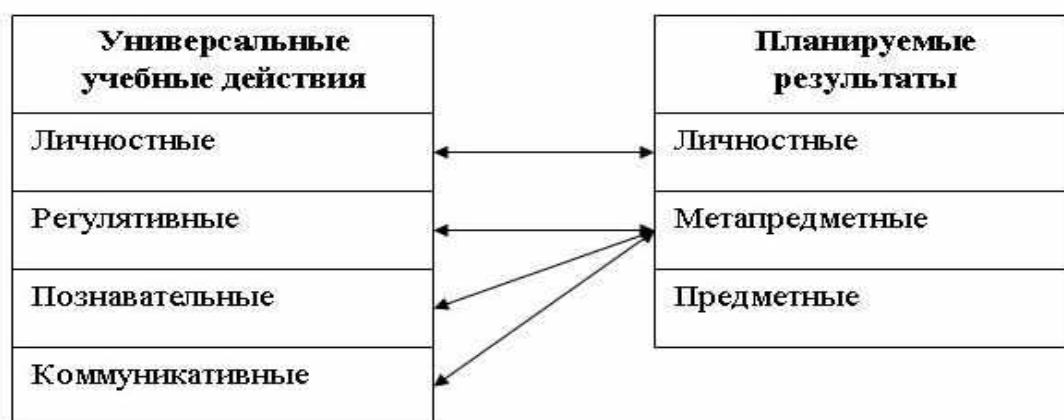 Универсальные
учебные действия
Личностные
Регулятивные
Познавательные
Коммуникативные
Планируемые
результаты
Личностные
Метапредметные
Предметные